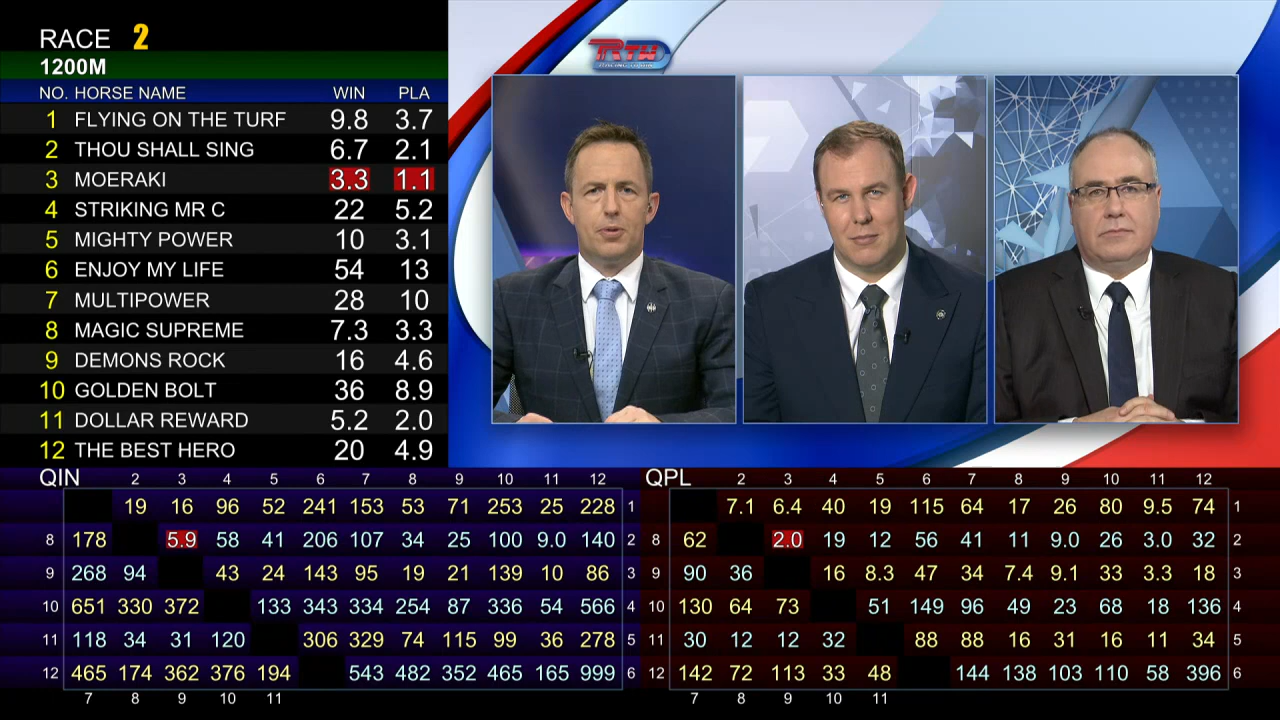 RACE 2
1200M
NO. HORSE NAME WIN PLA
1 FLYING ON THE TURF 9.8 3.7
2 THOU SHALL SING 6.7 2.1
3 MOERAKI 3.3 1.1
4 STRIKING MR C 22 5.2
5 MIGHTY POWER 10 3.1
6 ENJOY MY LIFE 54 13
7 MULTIPOWER 28 10
8 MAGIC SUPREME 7.3 3.3
9 DEMONS ROCK 16 4.6
10 GOLDEN BOLT 36 8.9
11 DOLLAR REWARD 5.2 2.0
12 THE BEST HERO 20 4.9
RTW
QIN 2 3 4 5 6 7 8 9 10 11 12
19 16 96 52 241 153 53 71 253 25 228 1
8 178 5.9 58 41 206 107 34 25 100 9.0 140 2
9 268 94 43 24 143 95 19 21 139 10 86 3
10 651 330 372 133 343 334 254 87 336 54 566 4
11 118 34 31 120 306 329 74 115 99 36 278 5
12 465 174 362 376 194 543 482 352 465 165 999 6
7 8 9 10 11
QPL 2 3 4 5 6 7 8 9 10 11 12
7.1 6.4 40 19 115 64 17 26 80 9.5 74 1
8 62 2.0 19 12 56 41 11 9.0 26 3.0 32 2
9 90 36 16 8.3 47 34 7.4 9.1 33 3.3 18 3
10 130 64 73 51 149 96 49 23 68 18 136 4
11 30 12 12 32 88 88 16 31 16 11 34 5
12 142 72 113 33 48 144 138 103 110 58 396 6
7 8 9 10 11